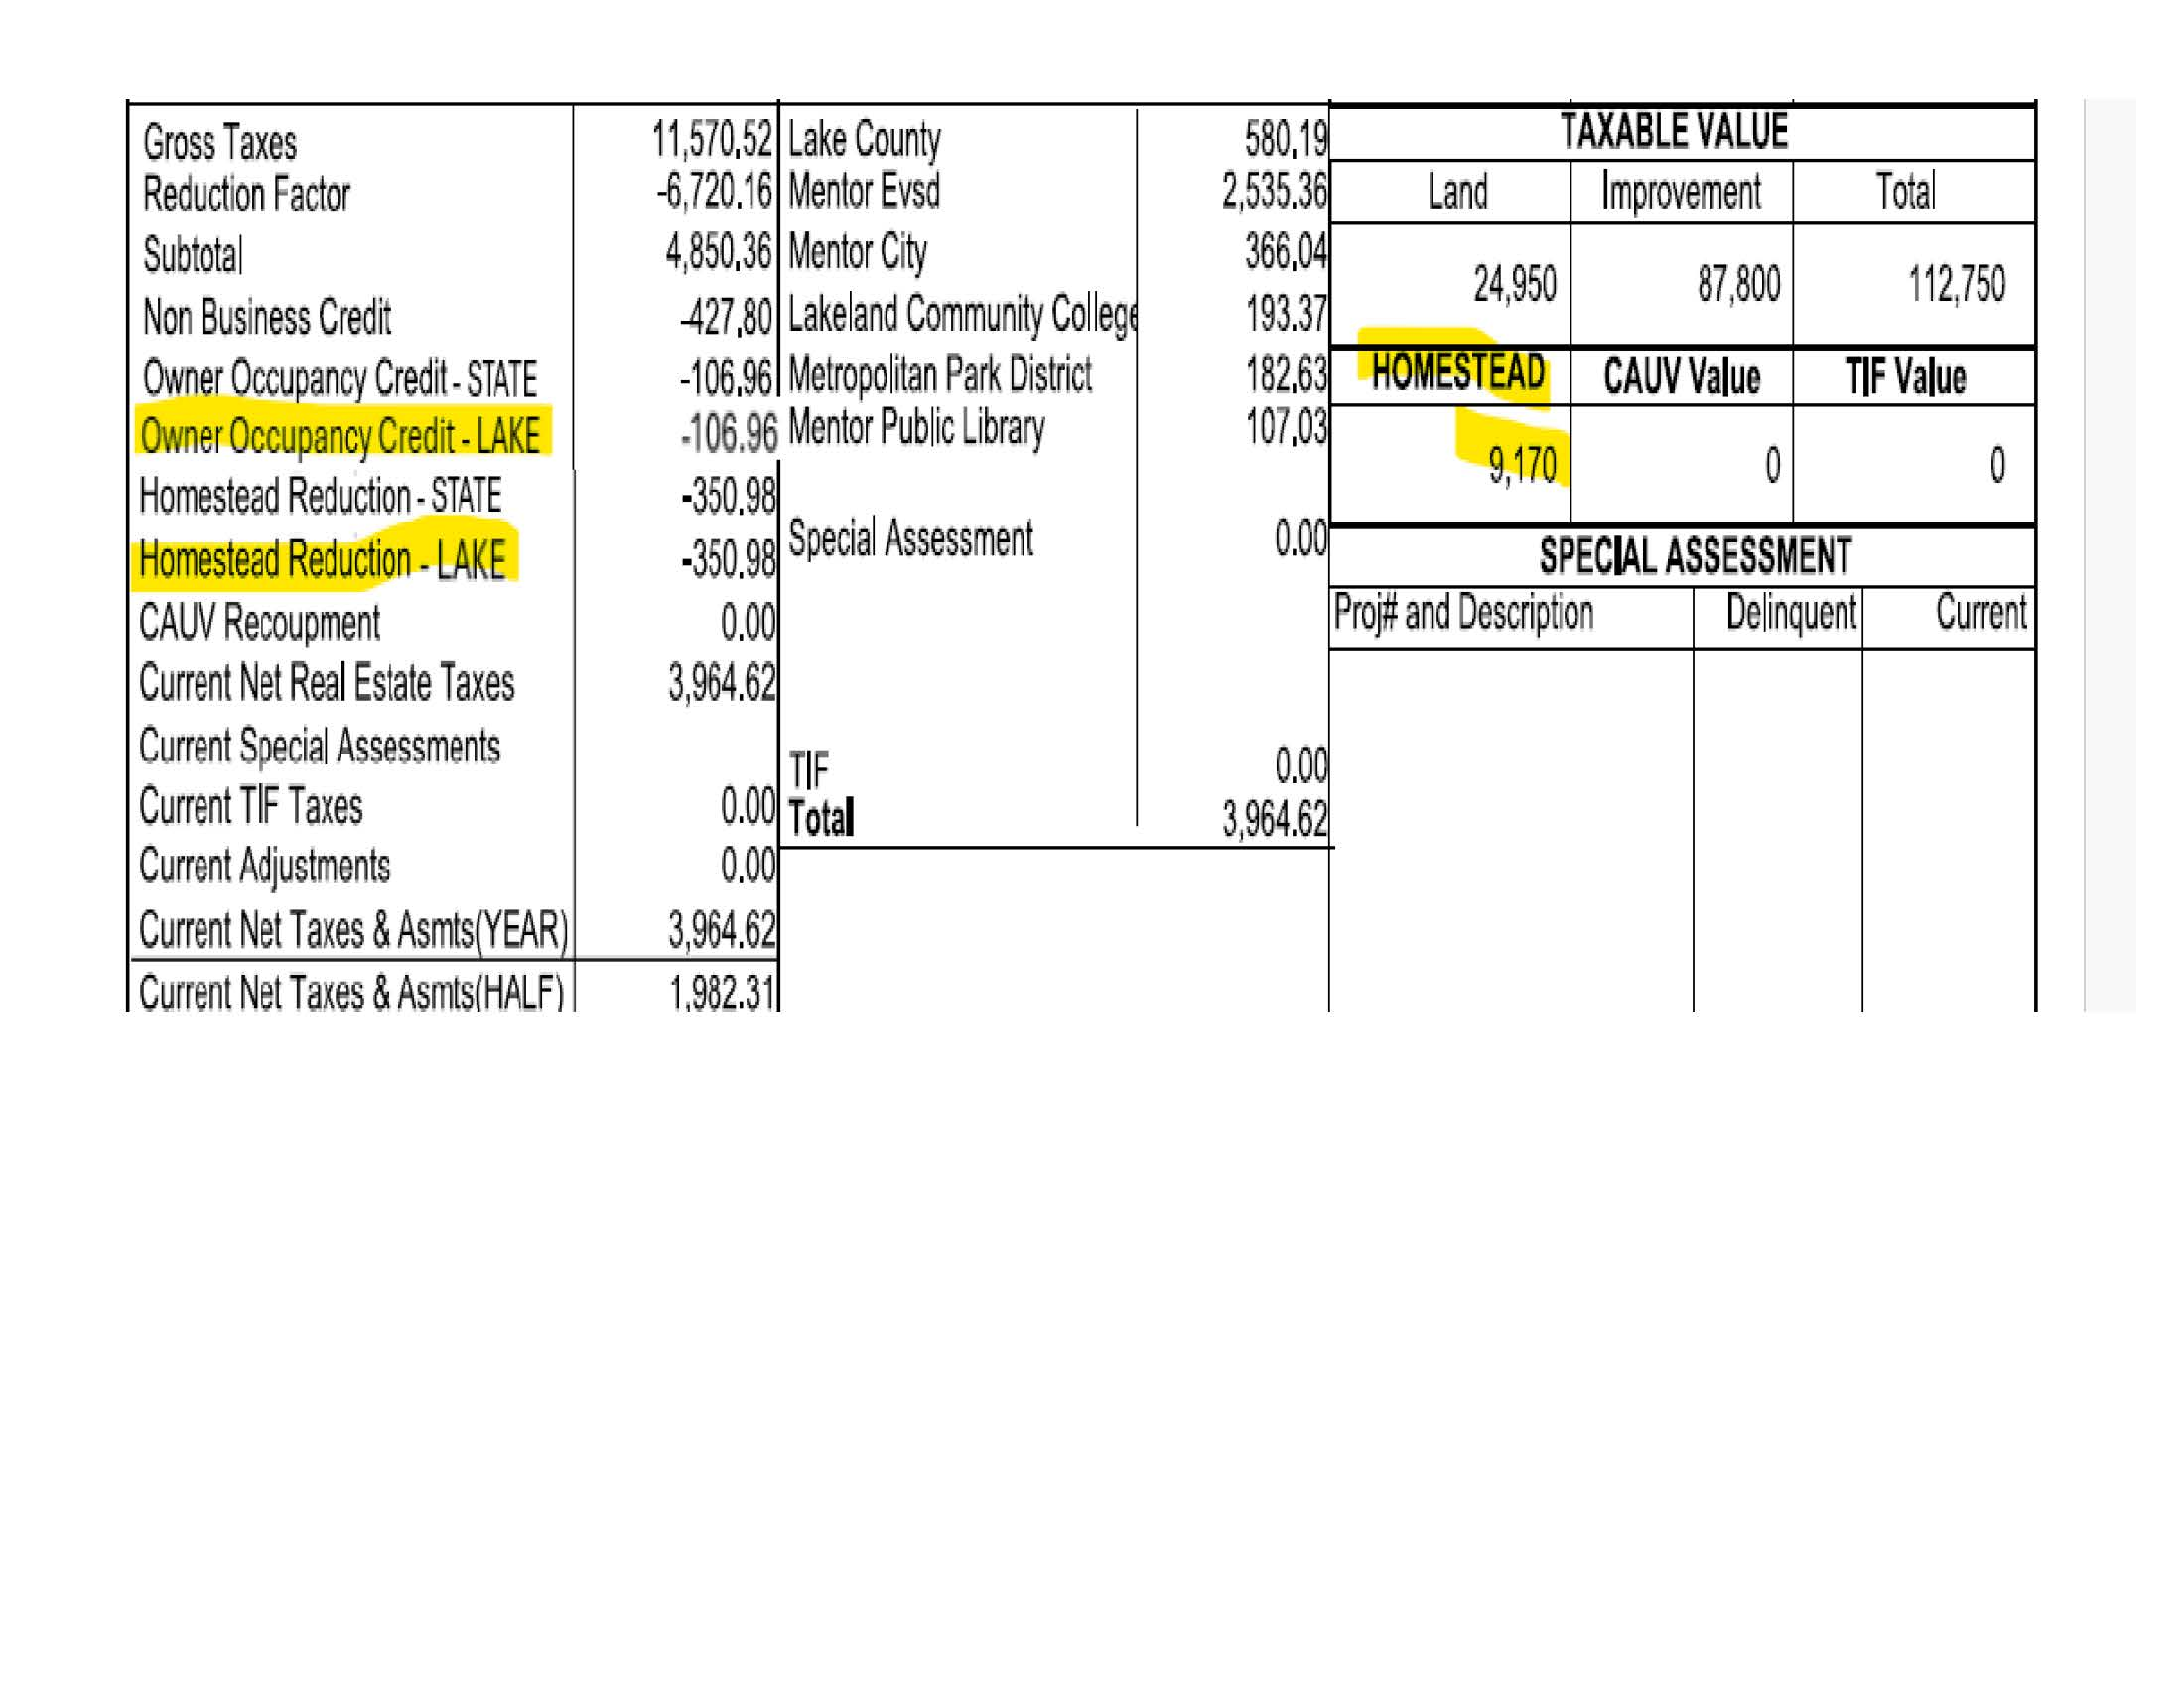 Gross Taxes 11,570.52
Reduction Factor -6,720.16
Subtotal 4,850.36
Non Business Credit -427.80
Owner Occupancy Credit - STATE -106.96
Owner Occupancy Credit - LAKE -106.96
Homestead Reduction - STATE -350.98
Homestead Reduction - LAKE -350.98
CAUV Recoupment 0.00
Current Net Real Estate Taxes 3,964.62
Current Special Assessments
Current TIF Taxes 0.00
Current Adjustments 0.00
Current Net Taxes & Asmts(YEAR) 3,964.62
Current Net Taxes & Asmts(HALF) 1,982.31
Lake County 580.19
Mentor Evsd 2,535.36
Mentor City 366.04
Lakeland Community College 193.37
Metropolitan Park District 182.63
Mentor Public Library 107.03
Special Assessment 0.00
TIF 0.00
Total 3,964.62
TAXABLE VALUE
Land Improvement Total
24,950 87,800 112,750
HOMESTEAD CAUV Value TIF Value
9,170 0 0
SPECIAL ASSESSMENT
Proj# and Description Delinquent Current